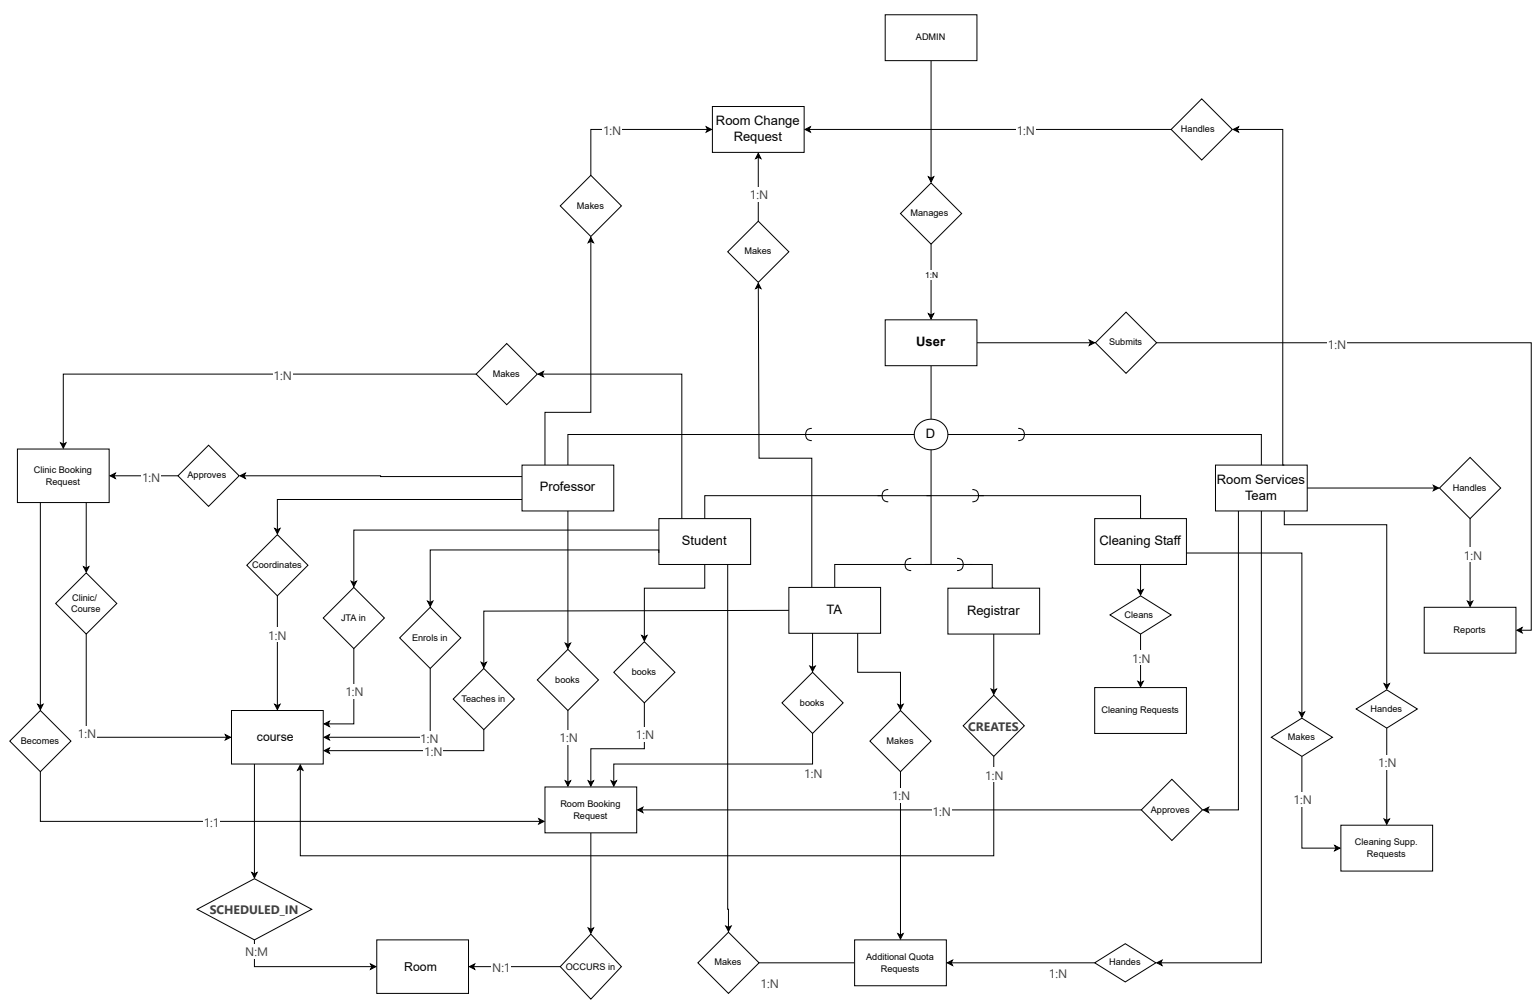 ADMIN
Room Change
Request
1:N
1:N
Handles
Makes
1:N
Manages
Makes
1:N
User
Submits
1:N
Makes
1:N
D
Clinic Booking
Request
1:N
Approves
Professor
Room Services
Team
Handles
Student
Cleaning Staff
1:N
Coordinates
Clinic/
Course
JTA in
Enrols in
TA
Registrar
Cleans
Reports
1:N
1:N
books
books
Teaches in
books
1:N
Cleaning Requests
Handes
Becomes
1:N
course
1:N
1:N
1:N
1:N
Makes
CREATES
Makes
1:N
1:N
1:N
1:N
1:N
Room Booking
Request
1:N
Approves
1:N
1:1
Cleaning Supp.
Requests
SCHEDULED_IN
N:M
Room
N:1
OCCURS in
Makes
1:N
Additional Quota
Requests
1:N
Handes